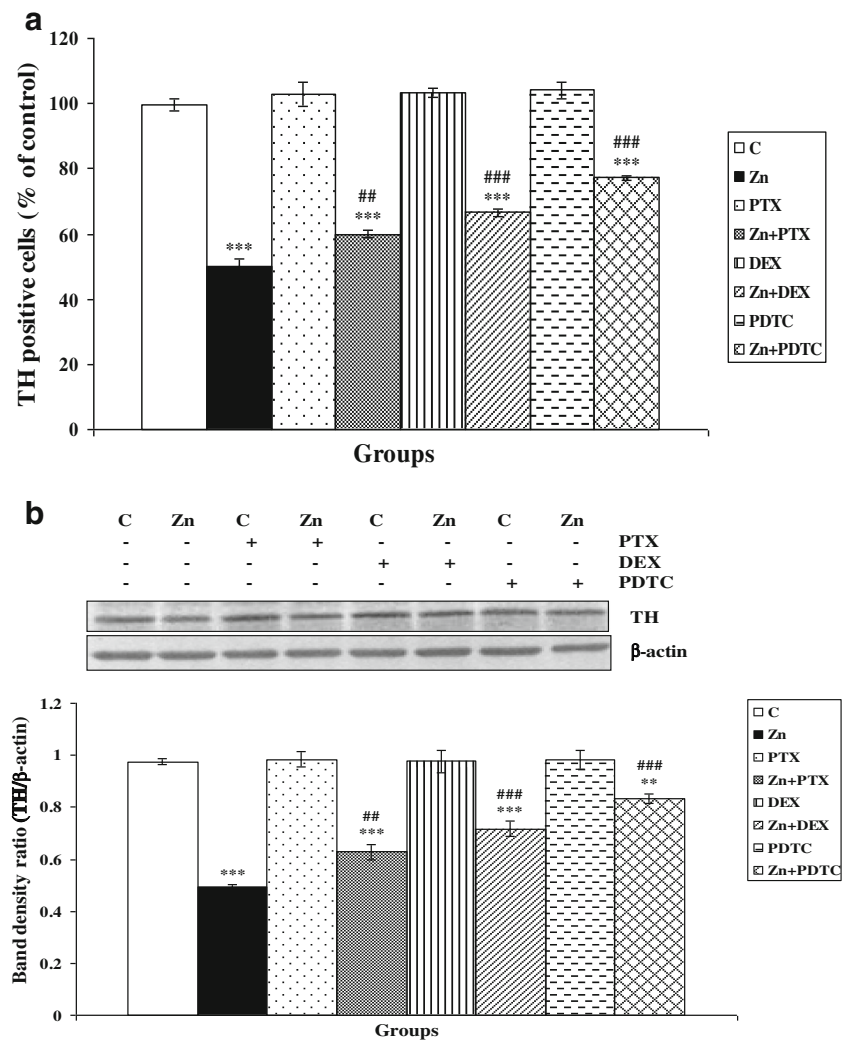 a
120
100
80
60
40
20
0
TH positive cells ( % of control)
***
##
***
###
***
###
***
Groups
C
Zn
PTX
Zn+PTX
DEX
Zn+DEX
PDTC
Zn+PDTC
b
C Zn C Zn C Zn C Zn
- - + + - - - - PTX
- - - - + + - - DEX
- - - - - - + + PDTC
TH
β-actin
1.2
1
0.8
0.6
0.4
0.2
0
Band density ratio (TH/β-actin)
***
##
***
###
***
###
**
Groups
C
Zn
PTX
Zn+PTX
DEX
Zn+DEX
PDTC
Zn+PDTC